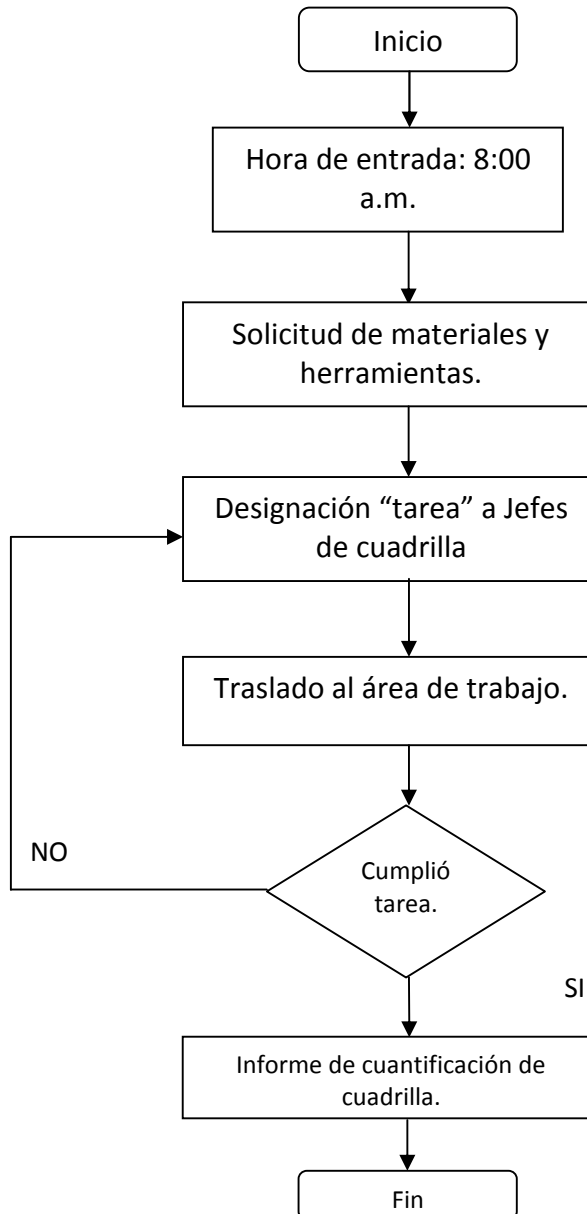 Inicio
Hora de entrada: 8:00
a.m.
Solicitud de materiales y
herramientas.
Designación “tarea” a Jefes
de cuadrilla
Traslado al área de trabajo.
NO
Cumplió
tarea.
SI
Informe de cuantificación de
cuadrilla.
Fin